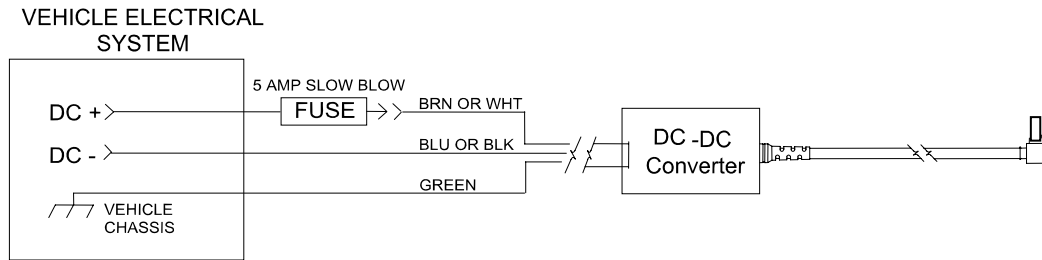 VEHICLE ELECTRICAL
SYSTEM
5 AMP SLOW BLOW
DC +
FUSE
BRN OR WHT
DC -
BLU OR BLK
DC -DC
Converter
GREEN
VEHICLE
CHASSIS